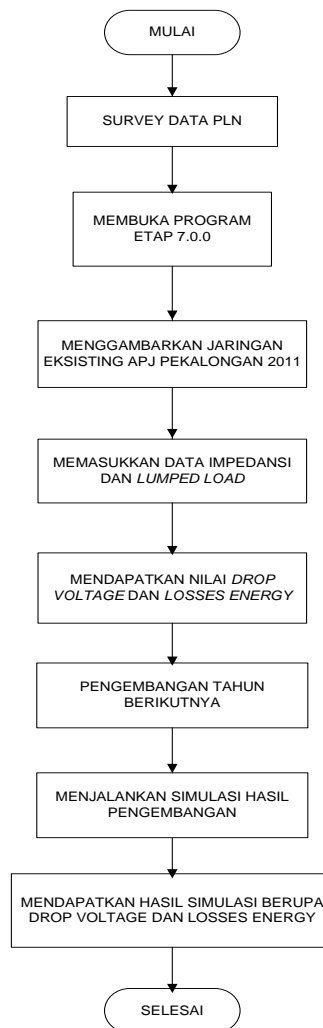 MULAI
SURVEY DATA PLN
MEMBUKA PROGRAM
ETAP 7.0.0
MENGGAMBARKAN JARINGAN
EKSISTING APJ PEKALONGAN 2011
MEMASUKKAN DATA IMPEDANSI
DAN LUMPED LOAD
MENDAPATKAN NILAI DROP
VOLTAGE DAN LOSSES ENERGY
PENGEMBANGAN TAHUN
BERIKUTNYA
MENJALANKAN SIMULASI HASIL
PENGEMBANGAN
MENDAPATKAN HASIL SIMULASI BERUPA
DROP VOLTAGE DAN LOSSES ENERGY
SELESAI